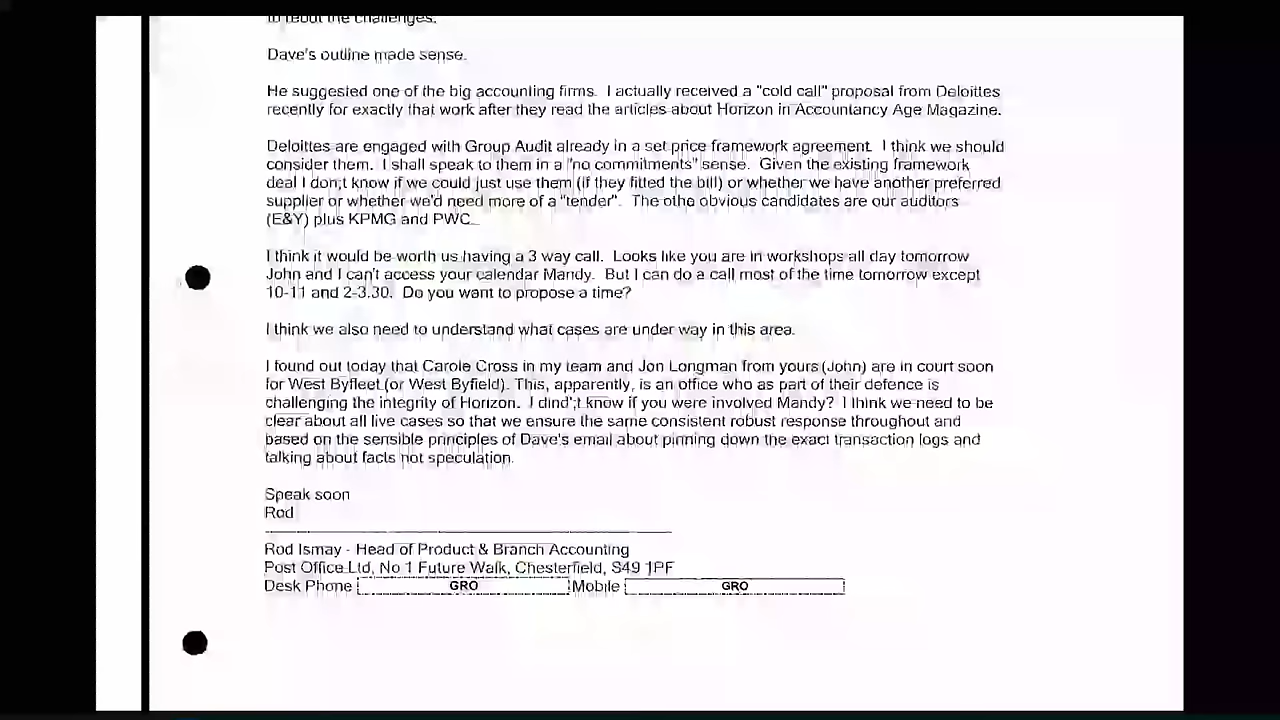 to rebut the challenges.
Dave's outline made sense.
He suggested one of the big accounting firms. I actually received a "cold call" proposal from Deloittes
recently for exactly that work after they read the articles about Horizon in Accountancy Age Magazine.
Deloittes are engaged with Group Audit already in a set price framework agreement. I think we should
consider them. I shall speak to them in a "no commitments" sense. Given the existing framework
deal I don;t know if we could just use them (if they fitted the bill) or whether we have another preferred
supplier or whether we'd need more of a "tender". The othe obvious candidates are our auditors
(E&Y) plus KPMG and PWC.
I think it would be worth us having a 3 way call. Looks like you are in workshops all day tomorrow
John and I can't access your calendar Mandy. But I can do a call most of the time tomorrow except
10-11 and 2-3.30. Do you want to propose a time?
I think we also need to understand what cases are under way in this area.
I found out today that Carole Cross in my team and Jon Longman from yours (John) are in court soon
for West Byfleet (or West Byfield). This, apparently, is an office who as part of their defence is
challenging the integrity of Horizon. I dind';t know if you were involved Mandy? I think we need to be
clear about all live cases so that we ensure the same consistent robust response throughout and
based on the sensible principles of Dave's email about pinning down the exact transaction logs and
talking about facts not speculation.
Speak soon
Rod
Rod Ismay - Head of Product & Branch Accounting
Post Office Ltd, No 1 Future Walk, Chesterfield, S49 1PF
Desk Phone GRO Mobile GRO